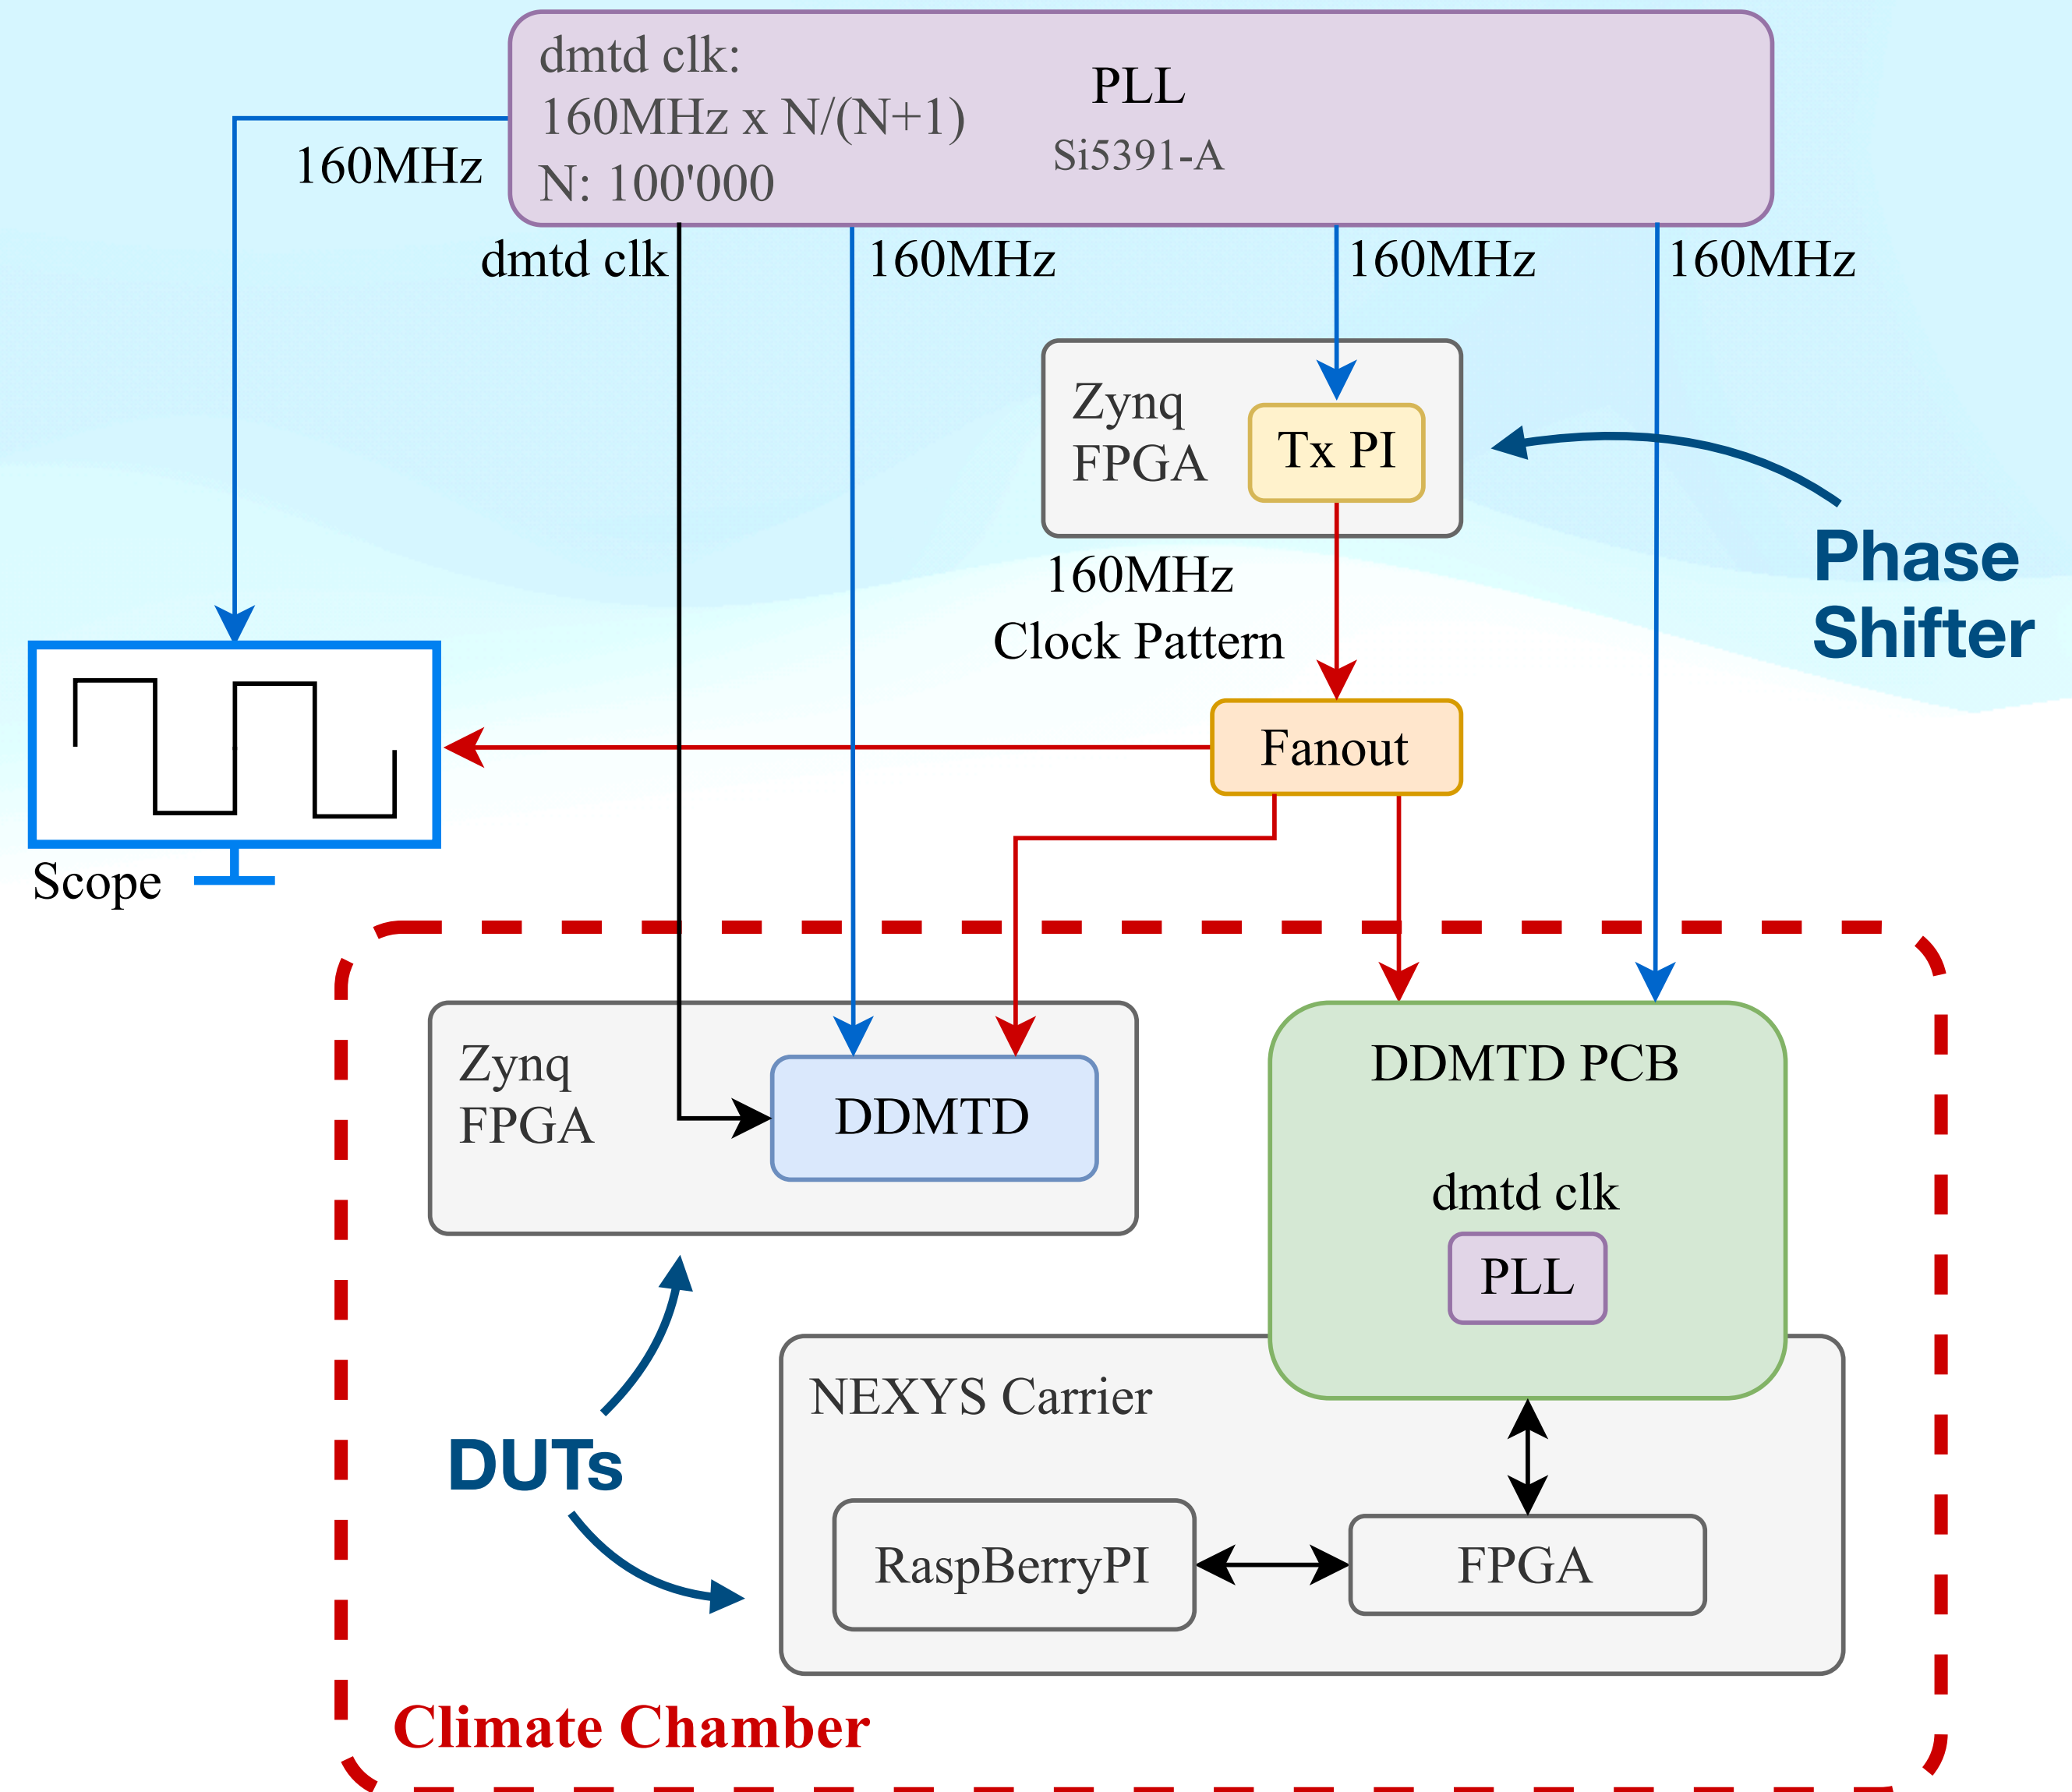 dmtd clk:
160MHz x N/(N+1)
N: 100'000
PLL
Si5391-A
160MHz
dmtd clk
160MHz
160MHz
160MHz
Zynq
FPGA
Tx PI
Phase
Shifter
160MHz
Clock Pattern
Fanout
Scope
Zynq
FPGA
DDMTD
DDMTD PCB
dmtd clk
PLL
NEXYS Carrier
DUTs
RaspBerryPI
FPGA
Climate Chamber